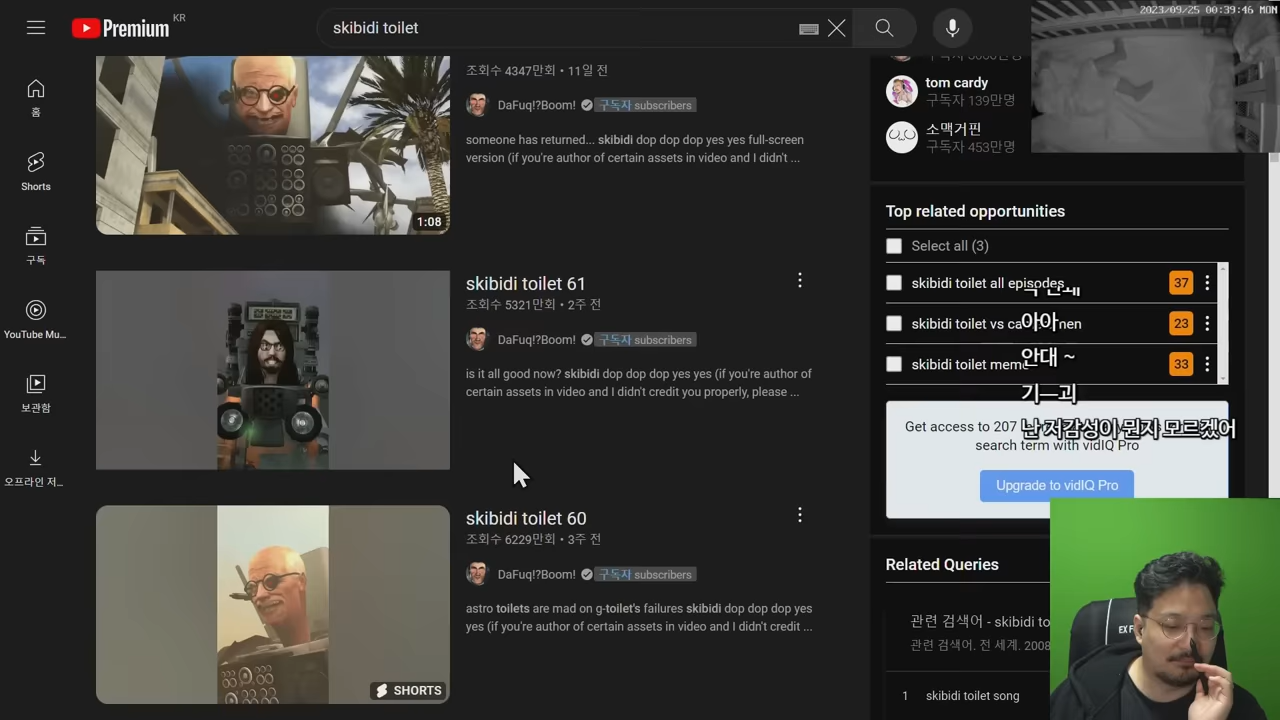 Premium KR
skibidi toilet
2023/09/25 00:39:46 MON
홈
Shorts
구독
YouTube Mu...
보관함
오프라인 저...
조회수 4347만회 • 11일 전
DaFuq!?Boom! 구독자 subscribers
someone has returned... skibidi dop dop dop yes yes full-screen
version (if you're author of certain assets in video and I didn't ...
1:08
skibidi toilet 61
조회수 5321만회 • 2주 전
DaFuq!?Boom! 구독자 subscribers
is it all good now? skibidi dop dop dop yes yes (if you're author of
certain assets in video and I didn't credit you properly, please ...
skibidi toilet 60
조회수 6229만회 • 3주 전
DaFuq!?Boom! 구독자 subscribers
astro toilets are mad on g-toilet's failures skibidi dop dop dop yes
yes (if you're author of certain assets in video and I didn't credit ...
SHORTS
tom cardy
구독자 139만명
소맥거핀
구독자 453만명
Top related opportunities
Select all (3)
skibidi toilet all episodes 37
skibidi toilet vs 23
skibidi toilet meme 33
아아
안대 ~
기—괴
난 저감성이 뭔지 모르겠어
Get access to 207
search term with vidIQ Pro
Upgrade to vidIQ Pro
Related Queries
관련 검색어 - skibidi to
관련 검색어. 전 세계. 2008
1 skibidi toilet song